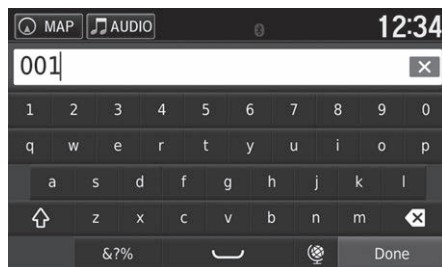 MAP AUDIO 12:34
001
1 2 3 4 5 6 7 8 9 0
q w e r t y u i o p
a s d f g h j k l
z x c v b n m
&?% Done